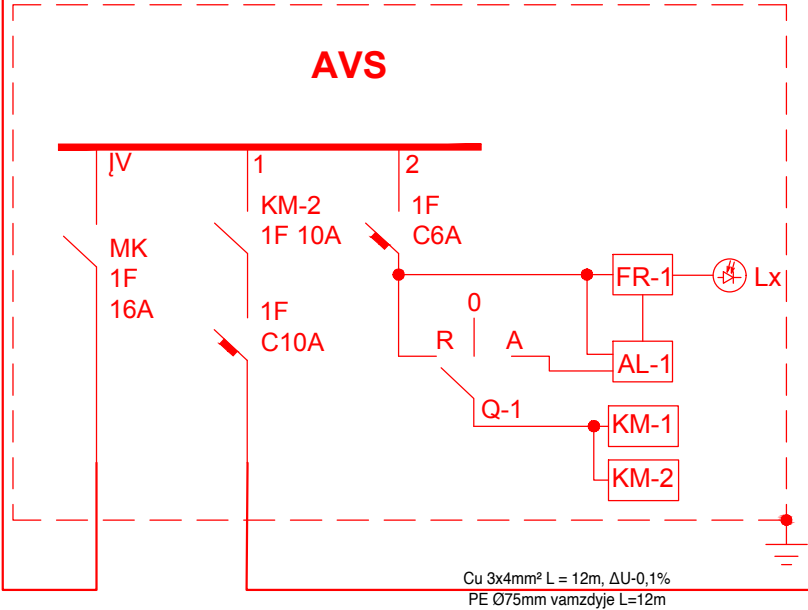 AVS
ĮV
1
2
KM-2
1F 10A
1F
C6A
MK
1F
16A
1F
C10A
FR-1
Lx
0
R
A
AL-1
Q-1
KM-1
KM-2
Cu 3x4mm² L = 12m, ΔU-0,1%
PE Ø75mm vamzdyje L=12m